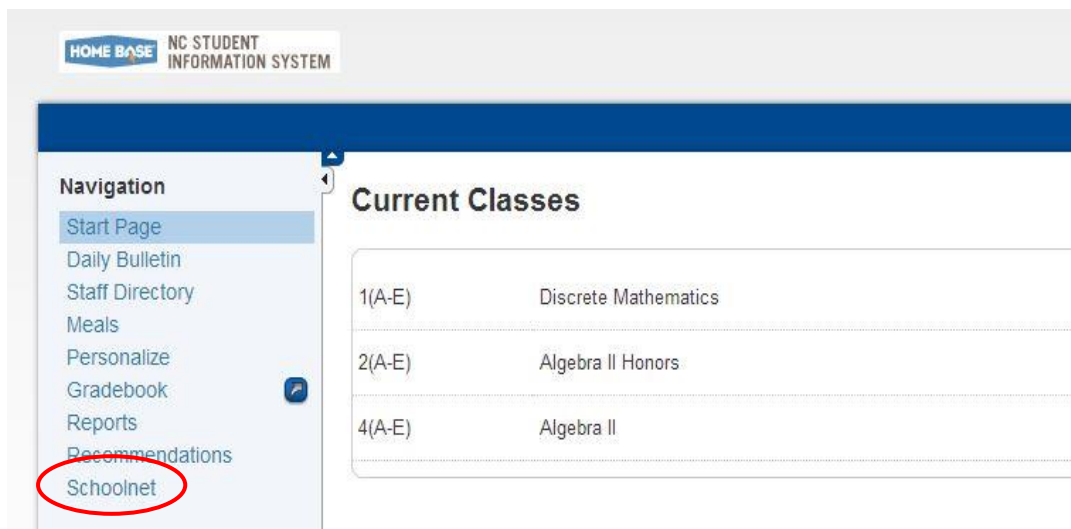 HOME BASE
NC STUDENT
INFORMATION SYSTEM
Navigation
Start Page
Daily Bulletin
Staff Directory
Meals
Personalize
Gradebook
Reports
Recommendations
Schoolnet
Current Classes
1(A-E) Discrete Mathematics
2(A-E) Algebra II Honors
4(A-E) Algebra II